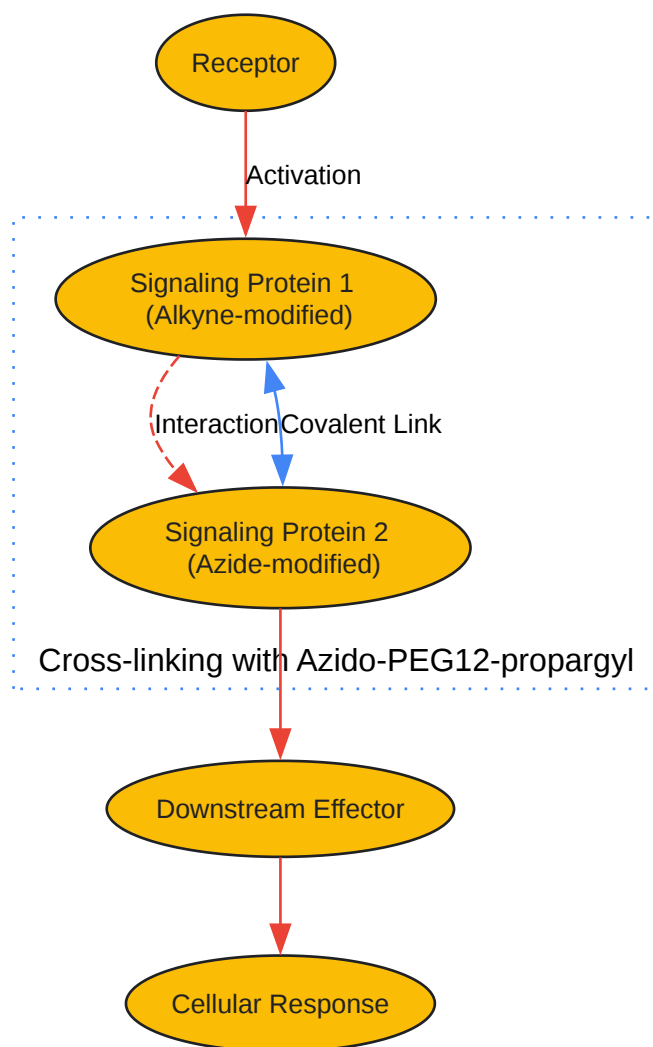 Receptor
Activation
Signaling Protein 1
(Alkyne-modified)
Interaction
Covalent Link
Signaling Protein 2
(Azide-modified)
Cross-linking with Azido-PEG12-propargyl
Downstream Effector
Cellular Response